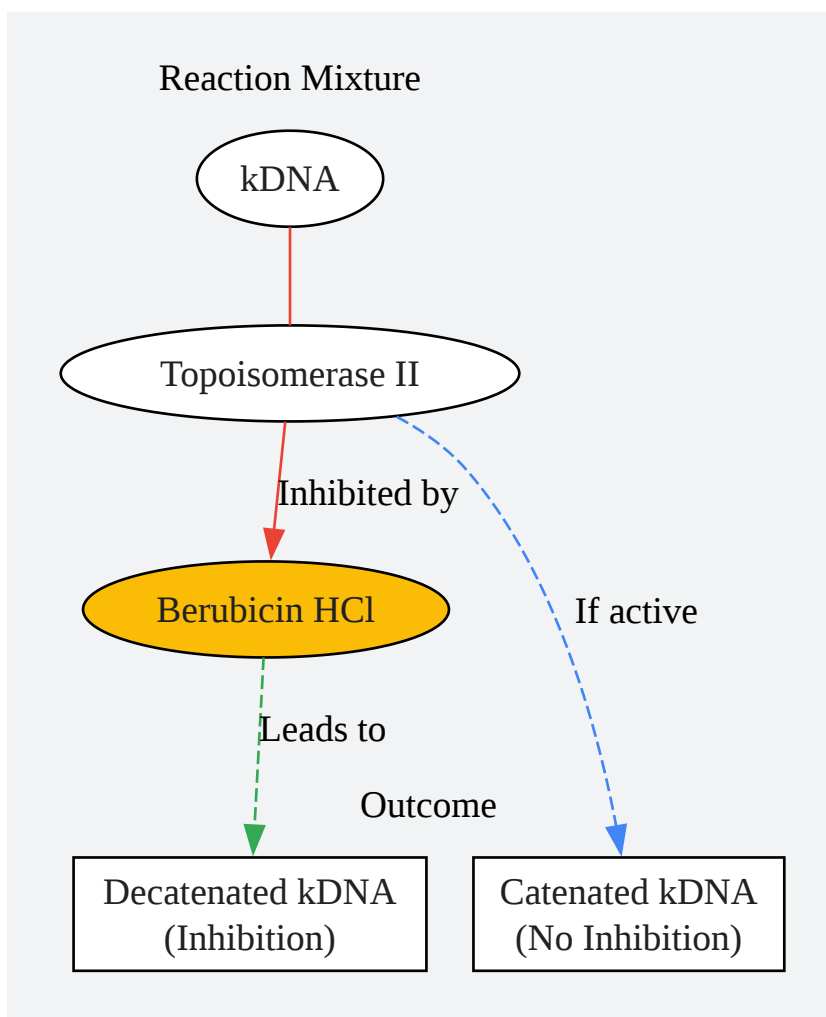 Reaction Mixture
kDNA
Topoisomerase II
Inhibited by
Berubicin HCl
If active
Leads to
Outcome
Decatenated kDNA
(Inhibition)
Catenated kDNA
(No Inhibition)